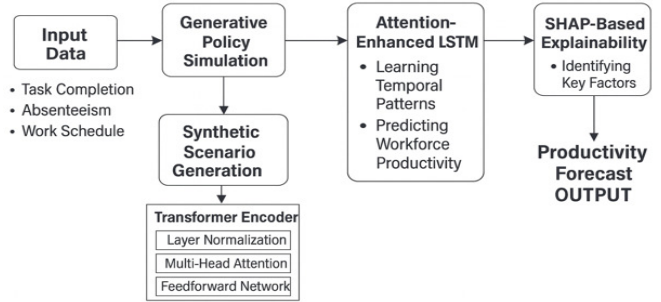 Input
Data
• Task Completion
• Absenteeism
• Work Schedule
Generative
Policy
Simulation
Synthetic
Scenario
Generation
Transformer Encoder
Layer Normalization
Multi-Head Attention
Feedforward Network
Attention-
Enhanced LSTM
• Learning
Temporal
Patterns
• Predicting
Workforce
Productivity
SHAP-Based
Explainability
• Identifying
Key Factors
Productivity
Forecast
OUTPUT